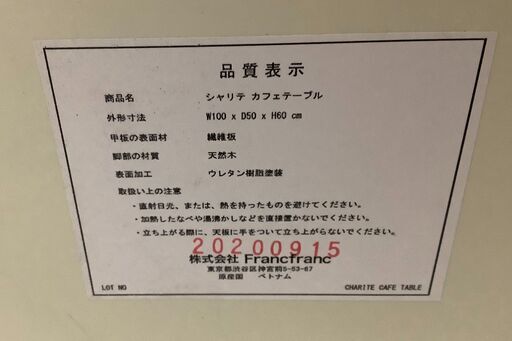 品質表示
商品名 シャリテ カフェテーブル
外形寸法 W100 x D50 x H60 cm
甲板の表面材 繊維板
脚部の材質 天然木
表面加工 ウレタン樹脂塗装
取扱い上の注意
・直射日光、または、熱を持ったものを避けてください。
・加熱したなべや湯沸かしなどを直接置かないでください。
・立ち上がる際に、天板に手をついて立ち上がらないでください。
20200915
株式会社 Francfranc
東京都渋谷区神宮前5-53-67
原産国 ベトナム
LOT NO CHARITE CAFE TABLE